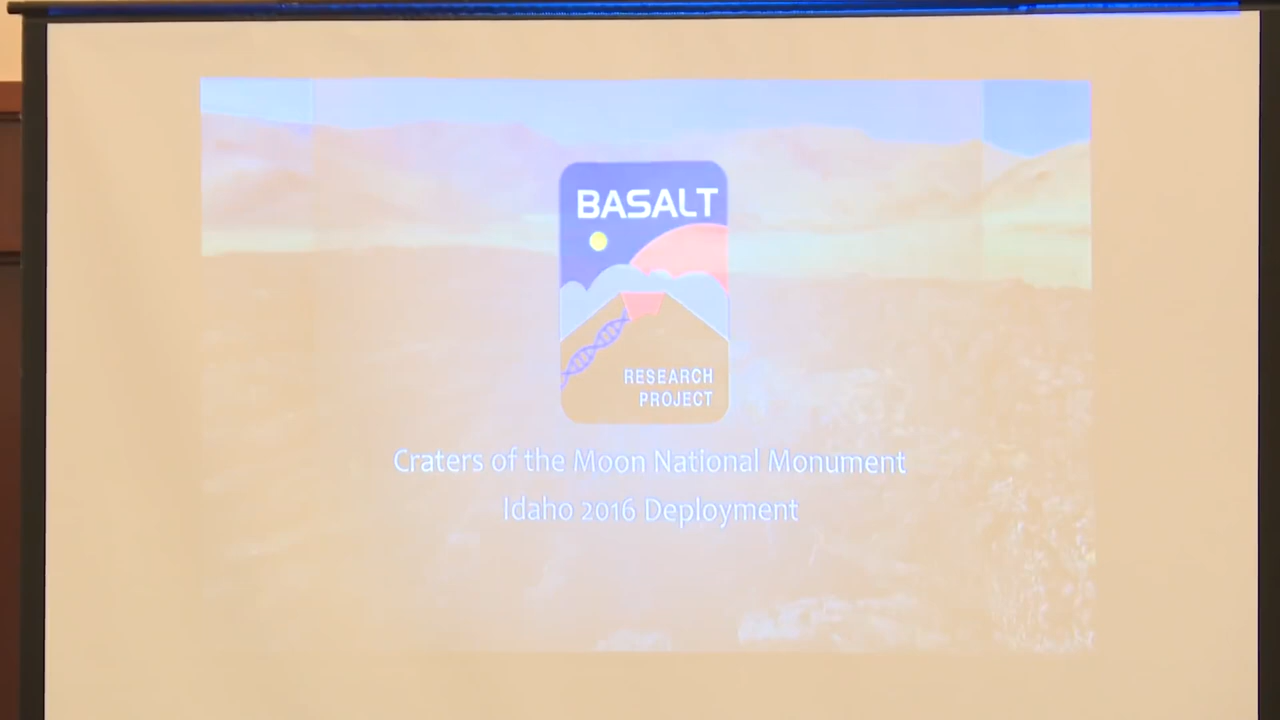 BASALT
RESEARCH
PROJECT
Craters of the Moon National Monument
Idaho 2016 Deployment